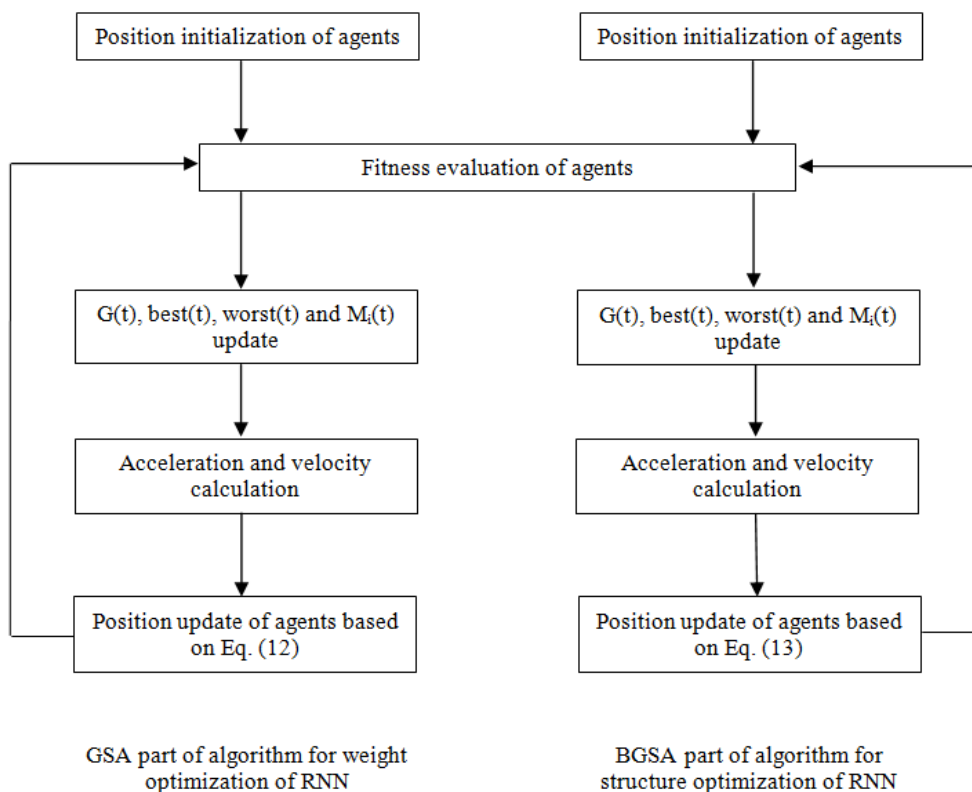 Position initialization of agents
Position initialization of agents
Fitness evaluation of agents
G(t), best(t), worst(t) and Mᵢ(t)
update
G(t), best(t), worst(t) and Mᵢ(t)
update
Acceleration and velocity
calculation
Acceleration and velocity
calculation
Position update of agents based
on Eq. (12)
Position update of agents based
on Eq. (13)
GSA part of algorithm for weight
optimization of RNN
BGSA part of algorithm for
structure optimization of RNN